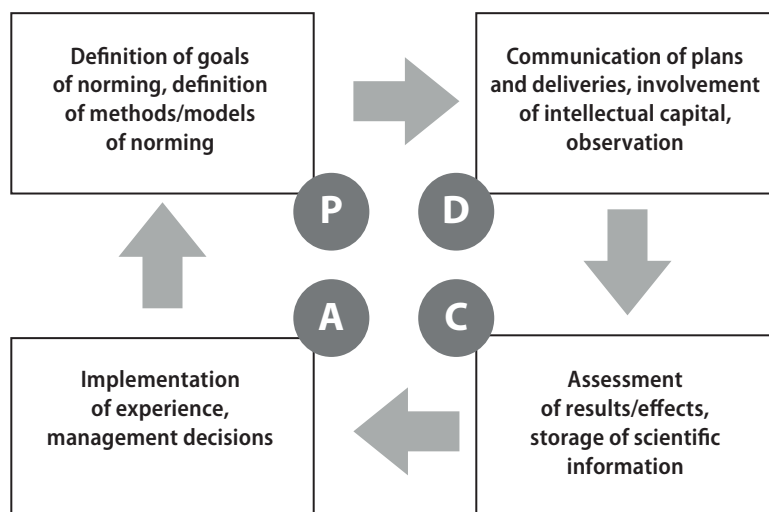 Definition of goals
of norming, definition
of methods/models
of norming
Communication of plans
and deliveries, involvement
of intellectual capital,
observation
P
D
A
C
Implementation
of experience,
management decisions
Assessment
of results/effects,
storage of scientific
information